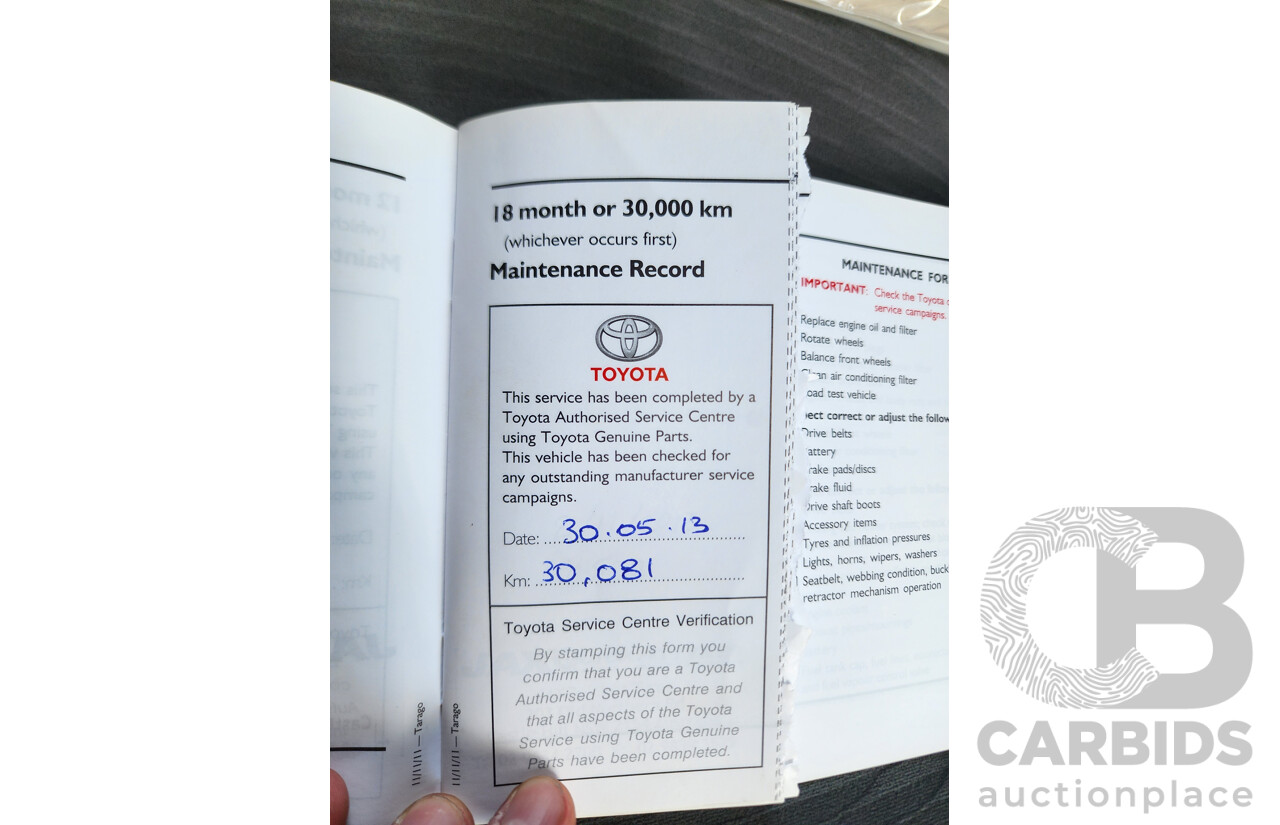 18 month or 30,000 km
(whichever occurs first)
Maintenance Record
TOYOTA
This service has been completed by a
Toyota Authorised Service Centre
using Toyota Genuine Parts.
This vehicle has been checked for
any outstanding manufacturer service
campaigns.
Date: 30.05.13
Km: 30,081
Toyota Service Centre Verification
By stamping this form you
confirm that you are a Toyota
Authorised Service Centre and
that all aspects of the Toyota
Service using Toyota Genuine
Parts have been completed.
11/11/11 — Tarago
11/11/11 — Tarago
MAINTENANCE FOR
IMPORTANT: Check the Toyota
service campaigns.
Replace engine oil and filter
Rotate wheels
Balance front wheels
Clean air conditioning filter
oad test vehicle
ect correct or adjust the follow
Drive belts
attery
rake pads/discs
rake fluid
Drive shaft boots
Accessory items
Tyres and inflation pressures
Lights, horns, wipers, washers
Seatbelt, webbing condition, buck
retractor mechanism operation
CB
CARBIDS
auctionplace